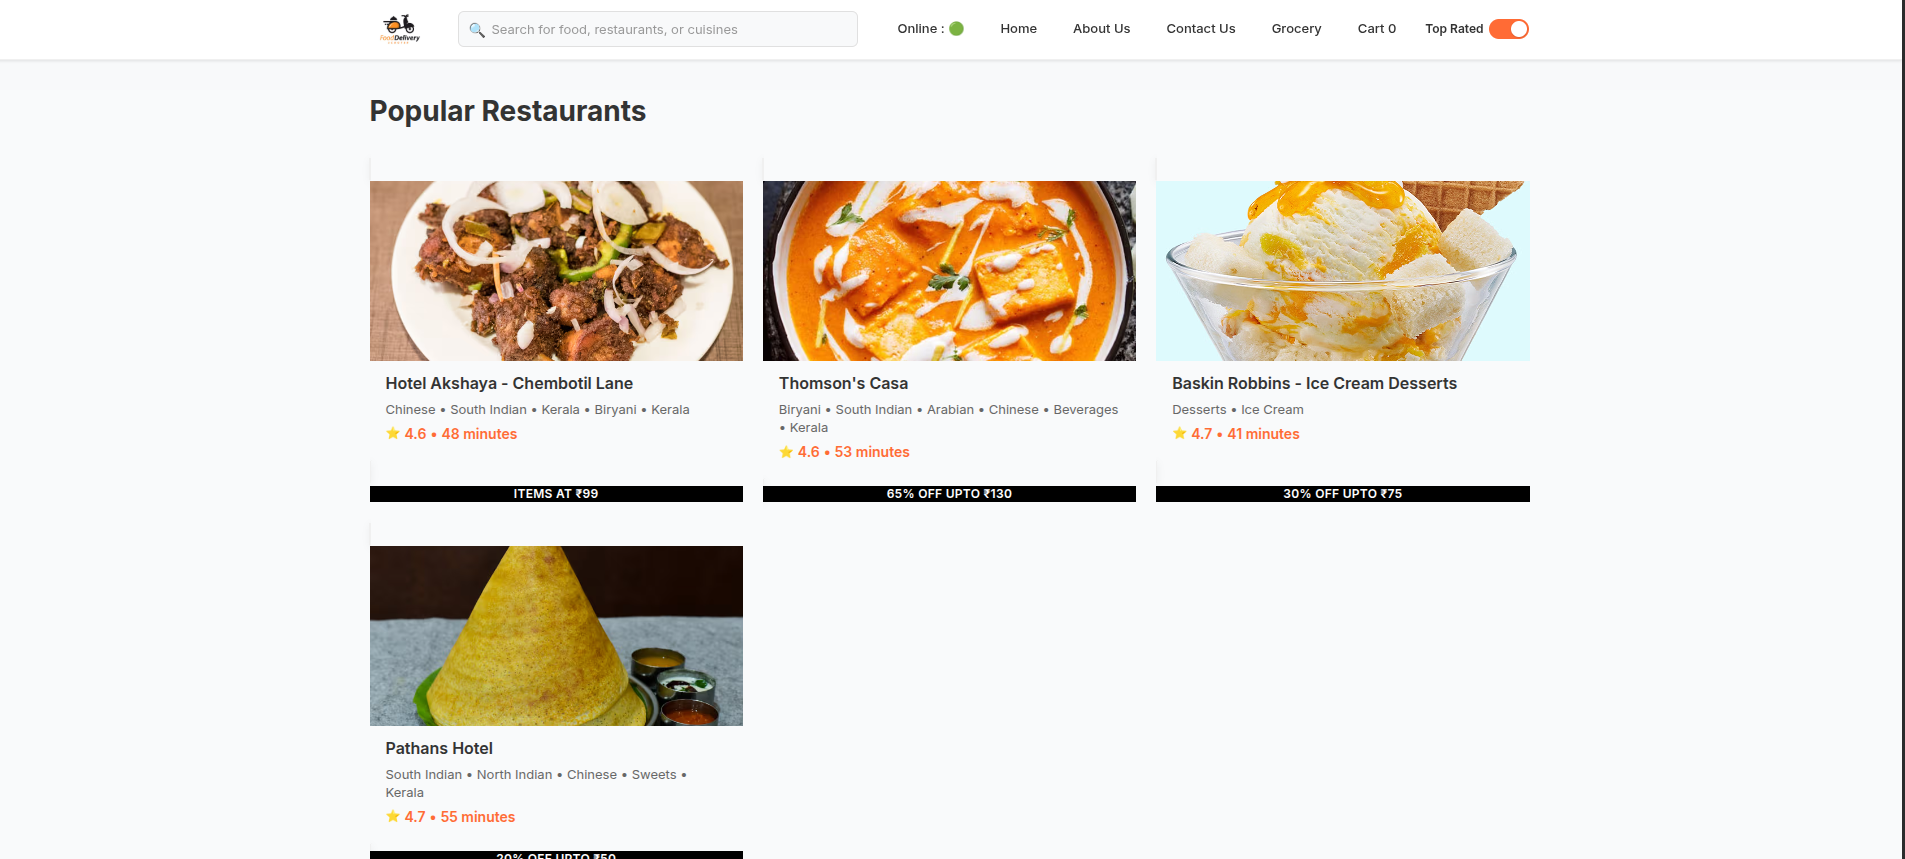 FoodDelivery
Search for food, restaurants, or cuisines
Online :
Home
About Us
Contact Us
Grocery
Cart 0
Top Rated
Popular Restaurants
Hotel Akshaya - Chembotil Lane
Chinese • South Indian • Kerala • Biryani • Kerala
⭐ 4.6 • 48 minutes
ITEMS AT ₹99
Thomson's Casa
Biryani • South Indian • Arabian • Chinese • Beverages
• Kerala
⭐ 4.6 • 53 minutes
65% OFF UPTO ₹130
Baskin Robbins - Ice Cream Desserts
Desserts • Ice Cream
⭐ 4.7 • 41 minutes
30% OFF UPTO ₹75
Pathans Hotel
South Indian • North Indian • Chinese • Sweets •
Kerala
⭐ 4.7 • 55 minutes
20% OFF UPTO ₹50